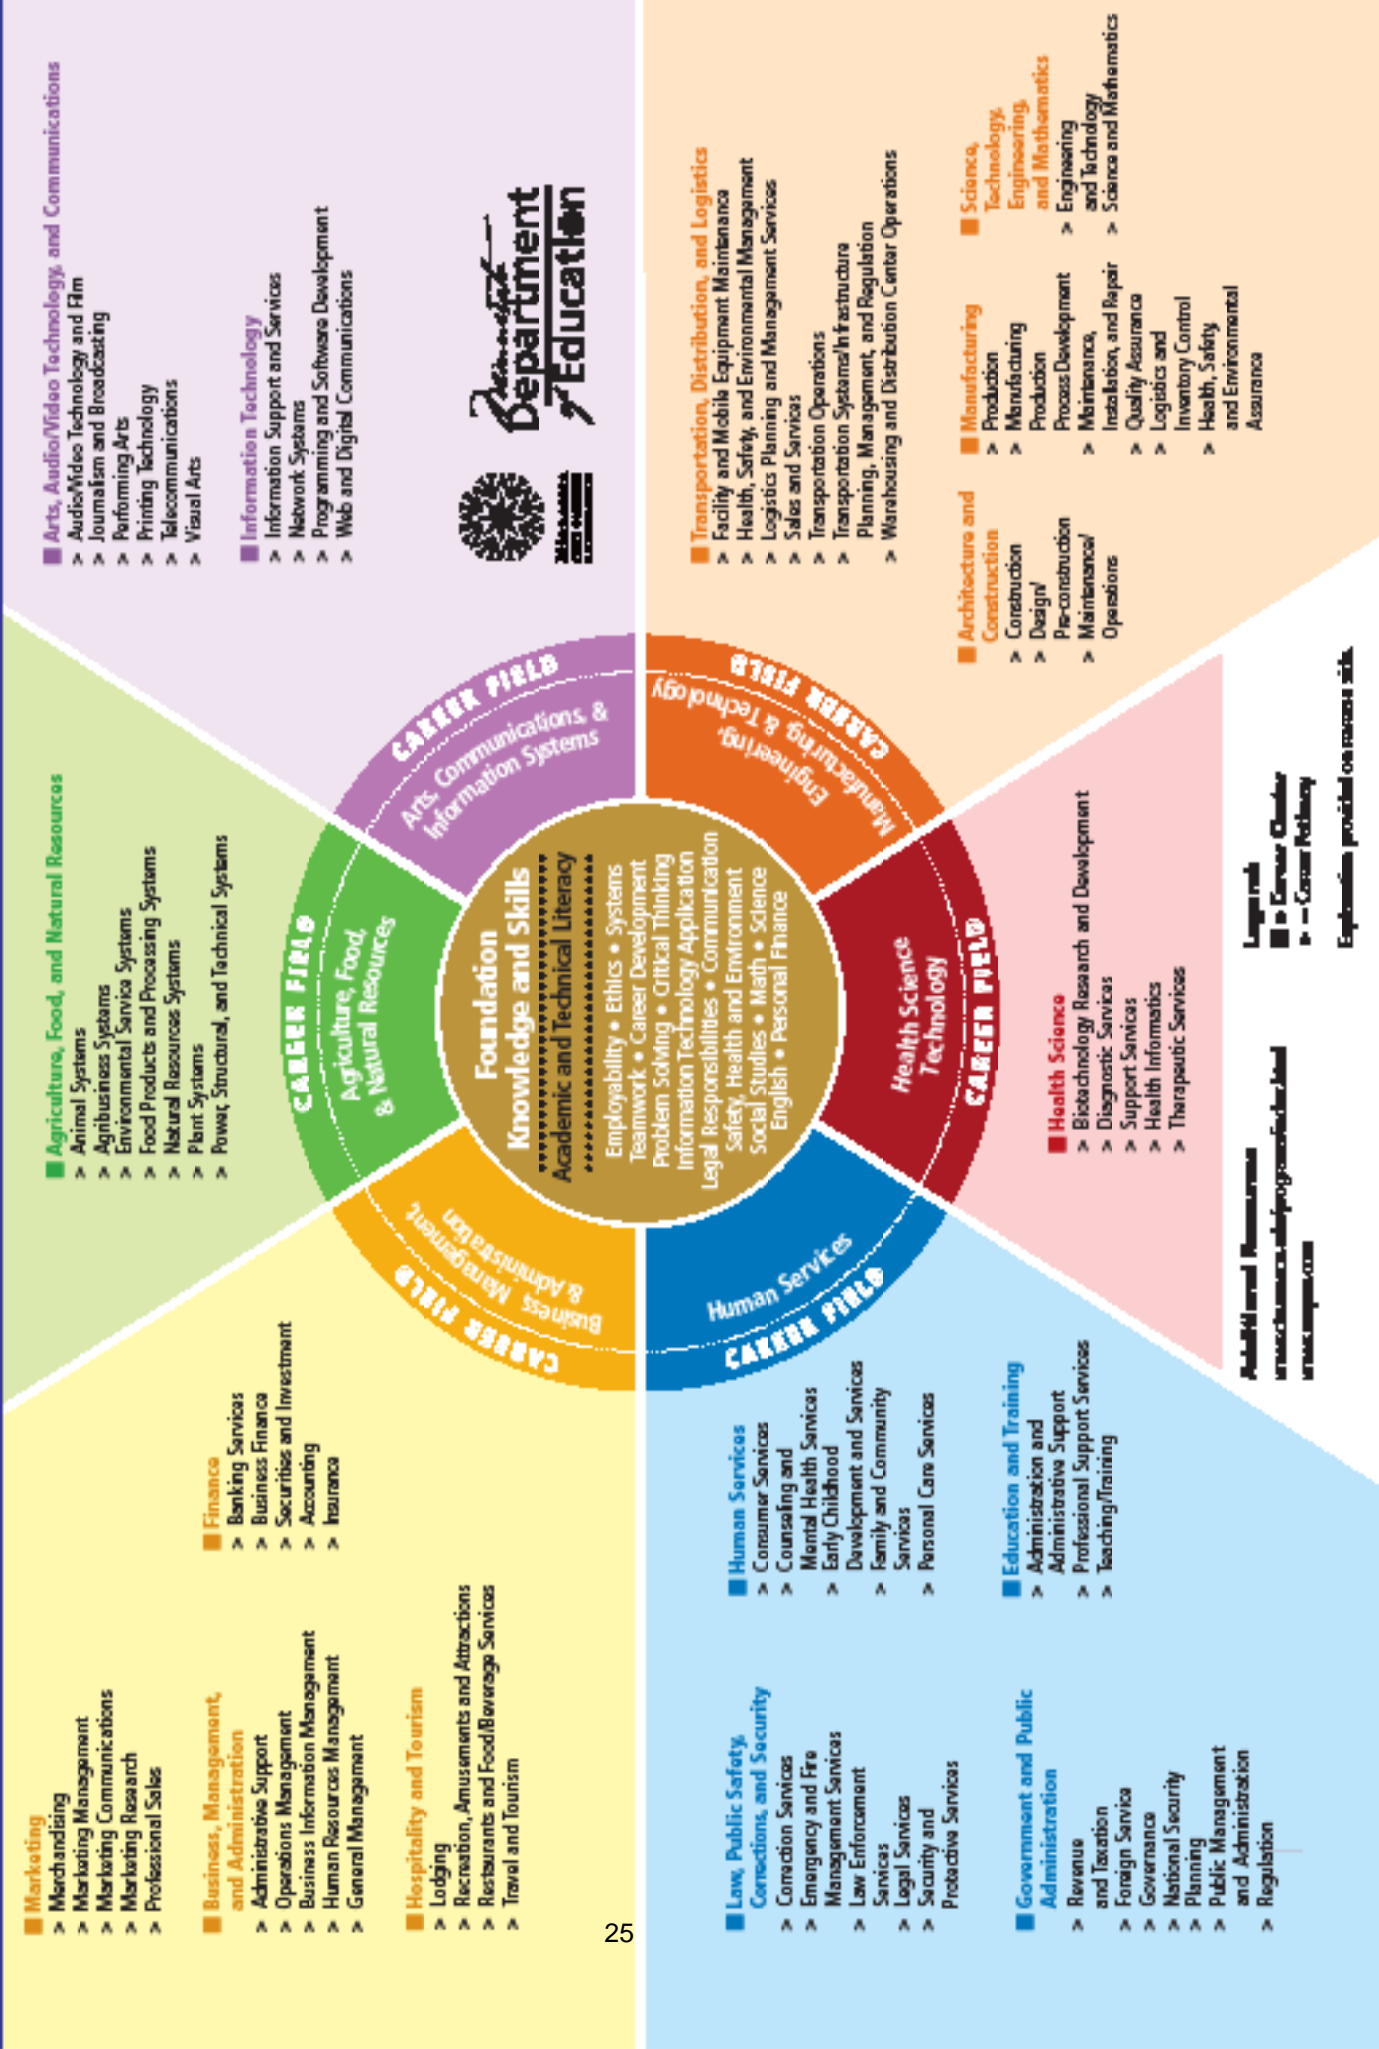 ■ Marketing
> Merchandising
> Marketing Management
> Marketing Communications
> Marketing Research
> Professional Sales
■ Business, Management,
and Administration
> Administrative Support
> Operations Management
> Business Information Management
> Human Resources Management
> General Management
■ Hospitality and Tourism
> Lodging
> Recreation, Amusements and Attractions
> Restaurants and Food/Beverage Services
> Travel and Tourism
■ Finance
> Banking Services
> Business Finance
> Securities and Investment
> Accounting
> Insurance
■ Agriculture, Food, and Natural Resources
> Animal Systems
> Agribusiness Systems
> Environmental Service Systems
> Food Products and Processing Systems
> Natural Resources Systems
> Plant Systems
> Power, Structural, and Technical Systems
■ Arts, Audio/Video Technology, and Communications
> Audio/Video Technology and Film
> Journalism and Broadcasting
> Performing Arts
> Printing Technology
> Telecommunications
> Visual Arts
■ Information Technology
> Information Support and Services
> Network Systems
> Programming and Software Development
> Web and Digital Communications
Minnesota
Department
of Education
CAREER FIELD
Business, Management,
& Administration
CAREER FIELD
Agriculture, Food,
& Natural Resources
CAREER FIELD
Arts, Communications, &
Information Systems
Foundation
Knowledge and Skills
Academic and Technical Literacy
Employability • Ethics • Systems
Teamwork • Career Development
Problem Solving • Critical Thinking
Information Technology Application
Legal Responsibilities • Communication
Safety, Health and Environment
Social Studies • Math • Science
English • Personal Finance
Human Services
CAREER FIELD
Health Science
Technology
CAREER FIELD
Engineering,
Manufacturing, & Technology
CAREER FIELD
■ Law, Public Safety,
Corrections, and Security
> Correction Services
> Emergency and Fire
Management Services
> Law Enforcement
Services
> Legal Services
> Security and
Protective Services
■ Government and Public
Administration
> Revenue
and Taxation
> Foreign Service
> Governance
> National Security
> Planning
> Public Management
and Administration
> Regulation
■ Human Services
> Consumer Services
> Counseling and
Mental Health Services
> Early Childhood
Development and Services
> Family and Community
Services
> Personal Care Services
■ Education and Training
> Administration and
Administrative Support
> Professional Support Services
> Teaching/Training
■ Health Science
> Biotechnology Research and Development
> Diagnostic Services
> Support Services
> Health Informatics
> Therapeutic Services
■ Transportation, Distribution, and Logistics
> Facility and Mobile Equipment Maintenance
> Health, Safety, and Environmental Management
> Logistics Planning and Management Services
> Sales and Services
> Transportation Operations
> Transportation Systems/Infrastructure
Planning, Management, and Regulation
> Warehousing and Distribution Center Operations
■ Architecture and
Construction
> Construction
> Design/
Pre-construction
> Maintenance/
Operations
■ Manufacturing
> Production
> Manufacturing
Production
Process Development
> Maintenance,
Installation, and Repair
> Quality Assurance
> Logistics and
Inventory Control
> Health, Safety,
and Environmental
Assurance
■ Science,
Technology,
Engineering,
and Mathematics
> Engineering
and Technology
> Science and Mathematics
Additional Resources
Legend:
■ = Career Cluster
> = Career Pathway
Explanation provided on reverse side.
25